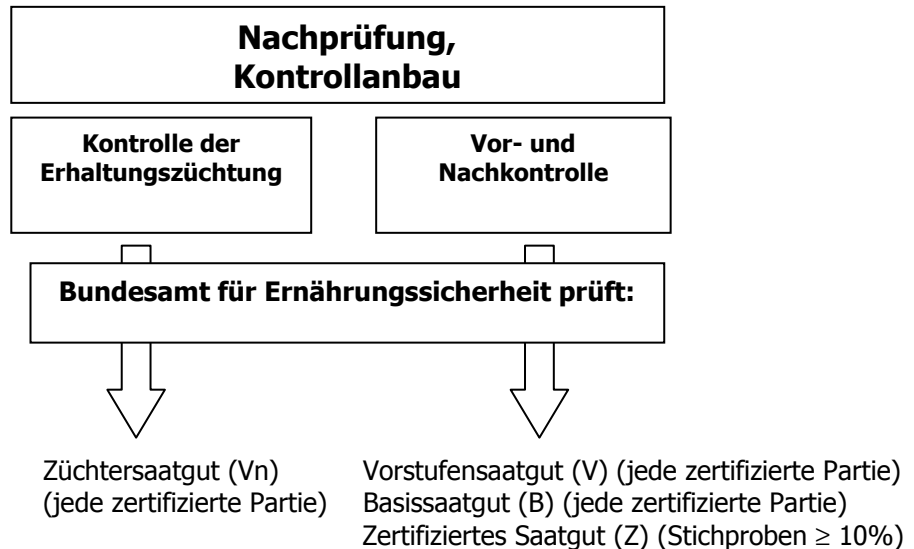 Nachprüfung,
Kontrollanbau
Kontrolle der
Erhaltungszüchtung
Vor- und
Nachkontrolle
Bundesamt für Ernährungssicherheit prüft:
Züchtersaatgut (Vn)
(jede zertifizierte Partie)
Vorstufensaatgut (V) (jede zertifizierte Partie)
Basissaatgut (B) (jede zertifizierte Partie)
Zertifiziertes Saatgut (Z) (Stichproben ≥ 10%)